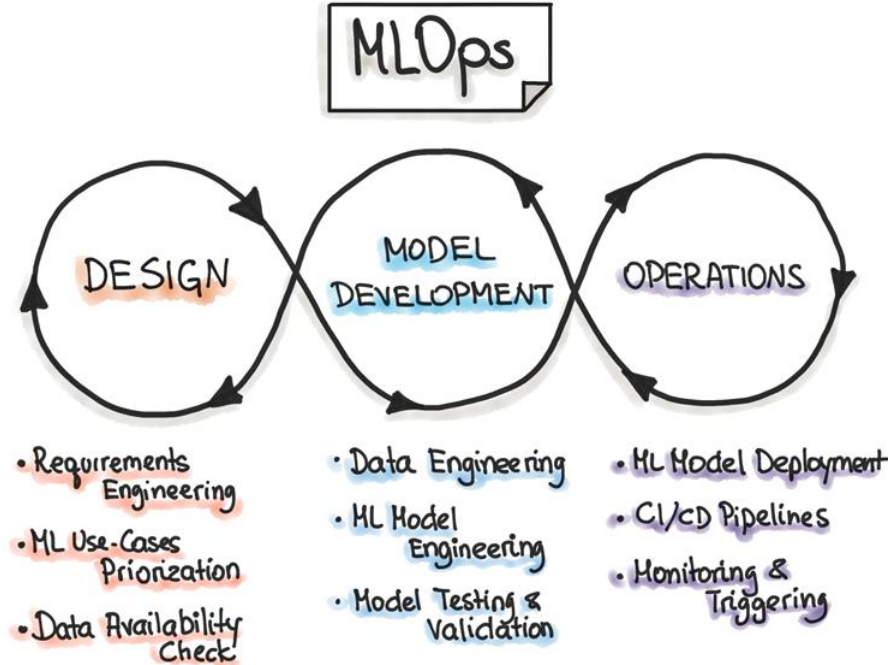 MLOps
DESIGN
MODEL
DEVELOPMENT
OPERATIONS
• Requirements
Engineering
• ML Use-Cases
Priorization
• Data Availability
Check
• Data Engineering
• ML Model
Engineering
• Model Testing &
Validation
• ML Model Deployment
• CI/CD Pipelines
• Monitoring &
Triggering